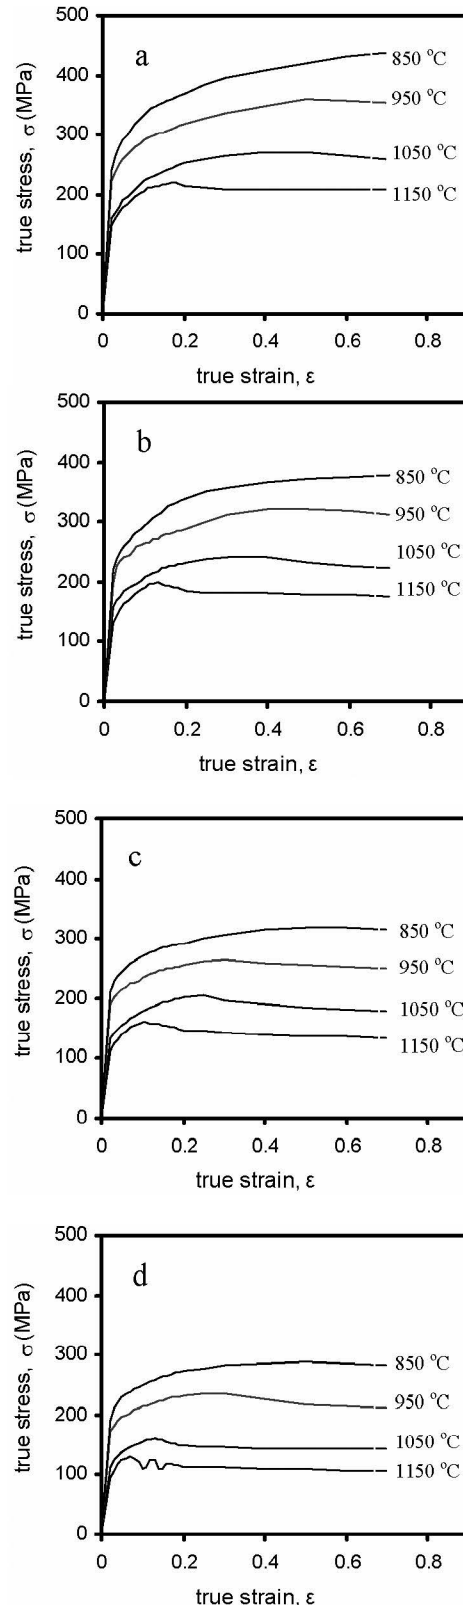 500
a
850 °C
400
950 °C
300
1050 °C
200
1150 °C
100
0
true stress, σ (MPa)
0 0.2 0.4 0.6 0.8
true strain, ε
500
b
400
850 °C
950 °C
300
1050 °C
200
1150 °C
100
0
true stress, σ (MPa)
0 0.2 0.4 0.6 0.8
true strain, ε
500
c
400
850 °C
300
950 °C
200
1050 °C
1150 °C
100
0
true stress, σ (MPa)
0 0.2 0.4 0.6 0.8
true strain, ε
500
d
400
300
850 °C
950 °C
200
1050 °C
1150 °C
100
0
true stress, σ (MPa)
0 0.2 0.4 0.6 0.8
true strain, ε